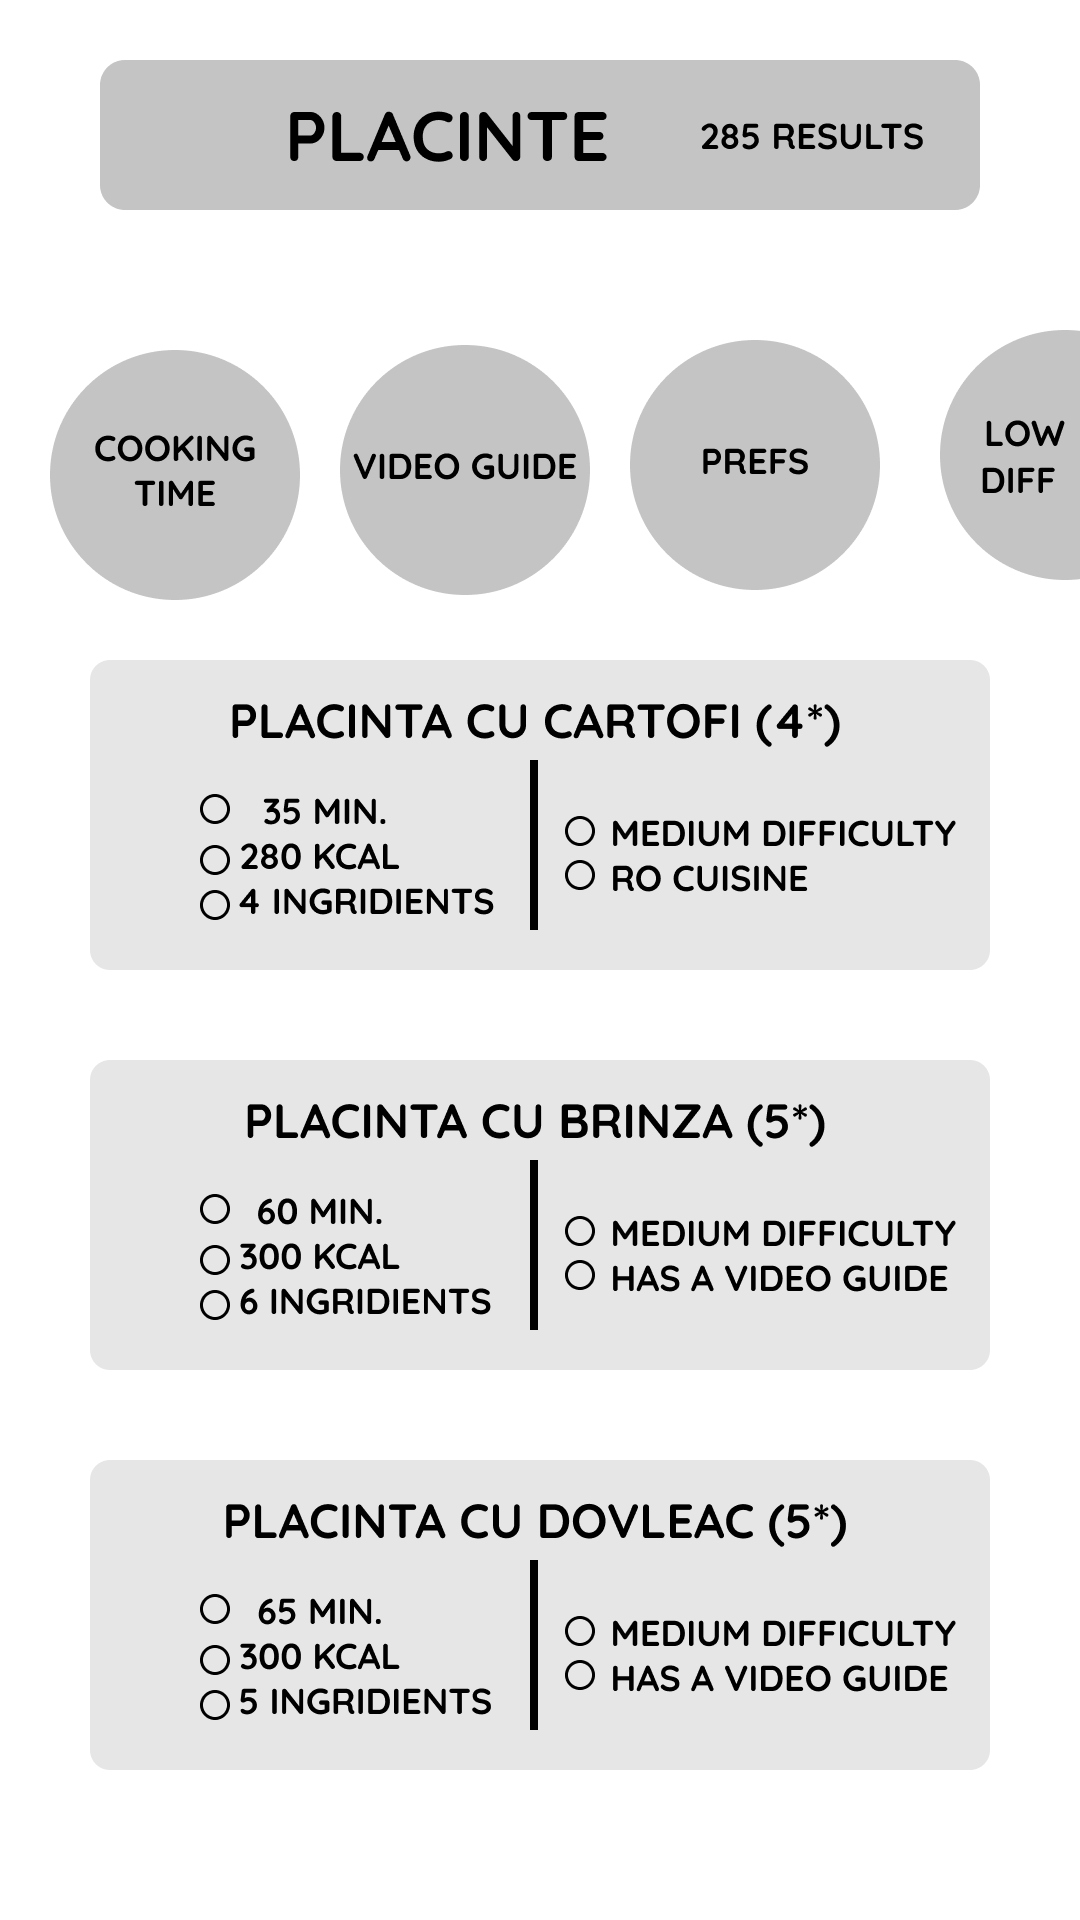 PLACINTE 285 RESULTS
COOKING
TIME
VIDEO GUIDE
PREFS
LOW
DIFF
PLACINTA CU CARTOFI (4*)
35 MIN.
280 KCAL
4 INGRIDIENTS
MEDIUM DIFFICULTY
RO CUISINE
PLACINTA CU BRINZA (5*)
60 MIN.
300 KCAL
6 INGRIDIENTS
MEDIUM DIFFICULTY
HAS A VIDEO GUIDE
PLACINTA CU DOVLEAC (5*)
65 MIN.
300 KCAL
5 INGRIDIENTS
MEDIUM DIFFICULTY
HAS A VIDEO GUIDE